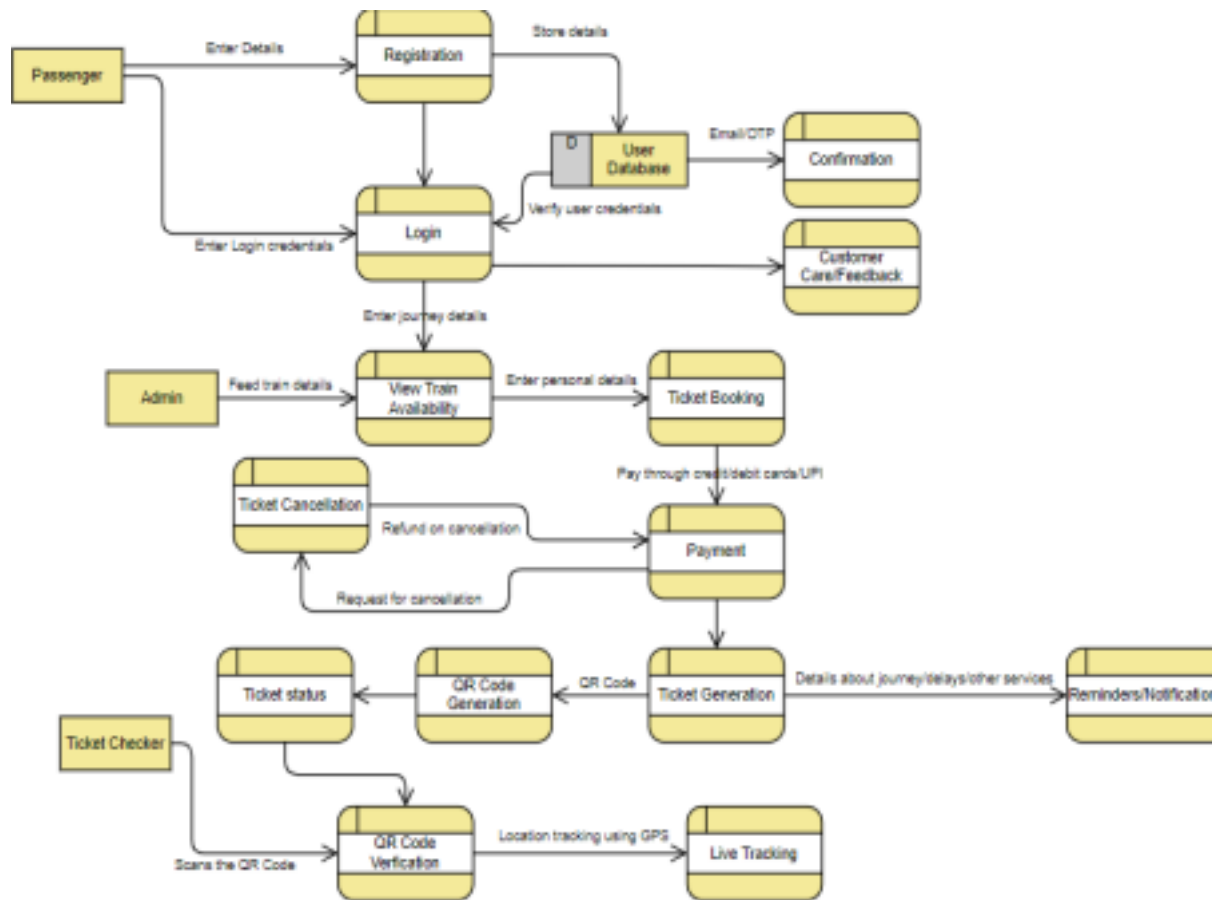 Enter Details
Registration
Store details
Passenger
D
User
Database
Email/OTP
Confirmation
Verify user credentials
Login
Enter Login credentials
Customer
Care/Feedback
Enter journey details
Admin
Feed train details
View Train
Availability
Enter personal details
Ticket Booking
Pay through credit/debit cards/UPI
Ticket Cancellation
Refund on cancellation
Payment
Request for cancellation
Ticket status
QR Code
Generation
QR Code
Ticket Generation
Details about journey/delays/other services
Reminders/Notification
Ticket Checker
Scans the QR Code
QR Code
Verfication
Location tracking using GPS
Live Tracking